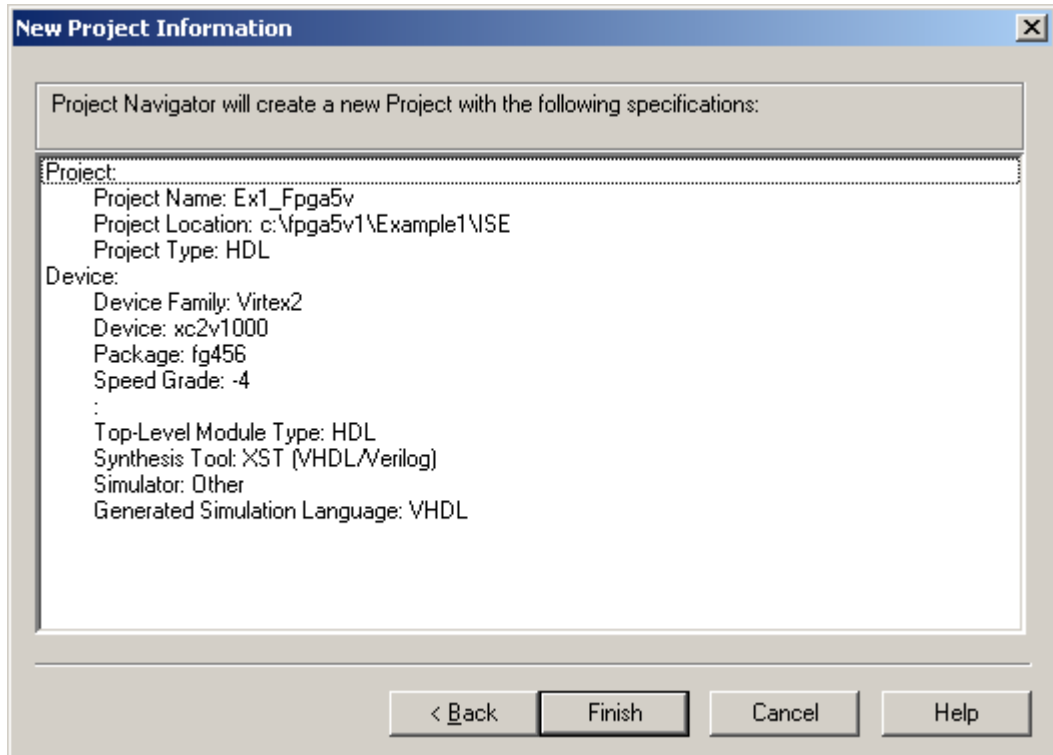 New Project Information
Project Navigator will create a new Project with the following specifications:
Project:
Project Name: Ex1_Fpga5v
Project Location: c:\fpga5v1\Example1\ISE
Project Type: HDL
Device:
Device Family: Virtex2
Device: xc2v1000
Package: fg456
Speed Grade: -4
:
Top-Level Module Type: HDL
Synthesis Tool: XST (VHDL/Verilog)
Simulator: Other
Generated Simulation Language: VHDL
< Back Finish Cancel Help